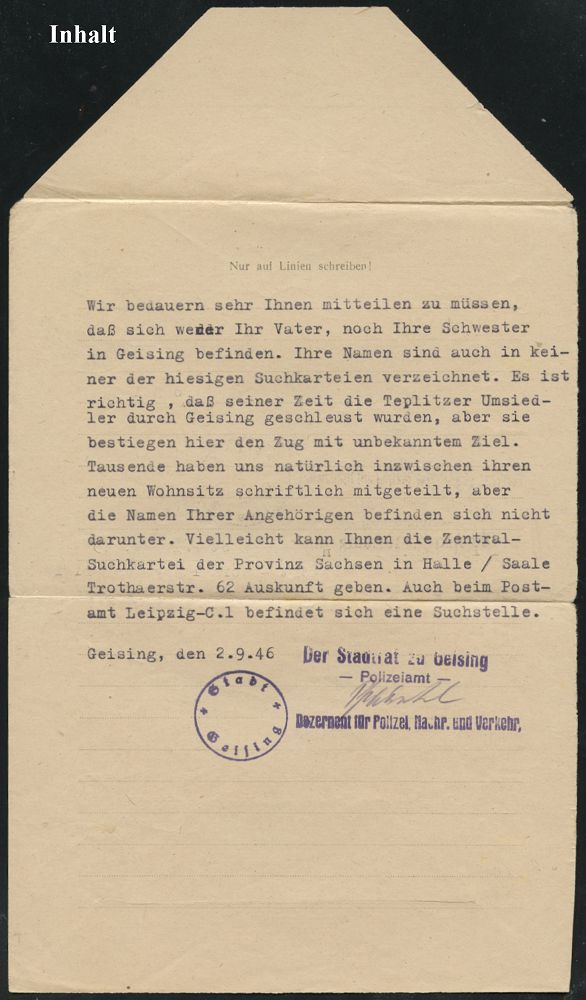 Inhalt
Nur auf Linien schreiben!
Wir bedauern sehr Ihnen mitteilen zu müssen,
daß sich weder Ihr Vater, noch Ihre Schwester
in Geising befinden. Ihre Namen sind auch in kei-
ner der hiesigen Suchkarteien verzeichnet. Es ist
richtig , daß seiner Zeit die Teplitzer Umsied-
ler durch Geising geschleust wurden, aber sie
bestiegen hier den Zug mit unbekanntem Ziel.
Tausende haben uns natürlich inzwischen ihren
neuen Wohnsitz schriftlich mitgeteilt, aber
die Namen Ihrer Angehörigen befinden sich nicht
darunter. Vielleicht kann Ihnen die Zentral-
Suchkartei der Provinz Sachsen in Halle / Saale
Trothaerstr. 62 Auskunft geben. Auch beim Post-
amt Leipzig-C.1 befindet sich eine Suchstelle.
Geising, den 2.9.46
Der Stadtrat zu Geising
— Polizeiamt —
Dezernent für Polizei, Nachr. und Verkehr,
Stadt
Geising